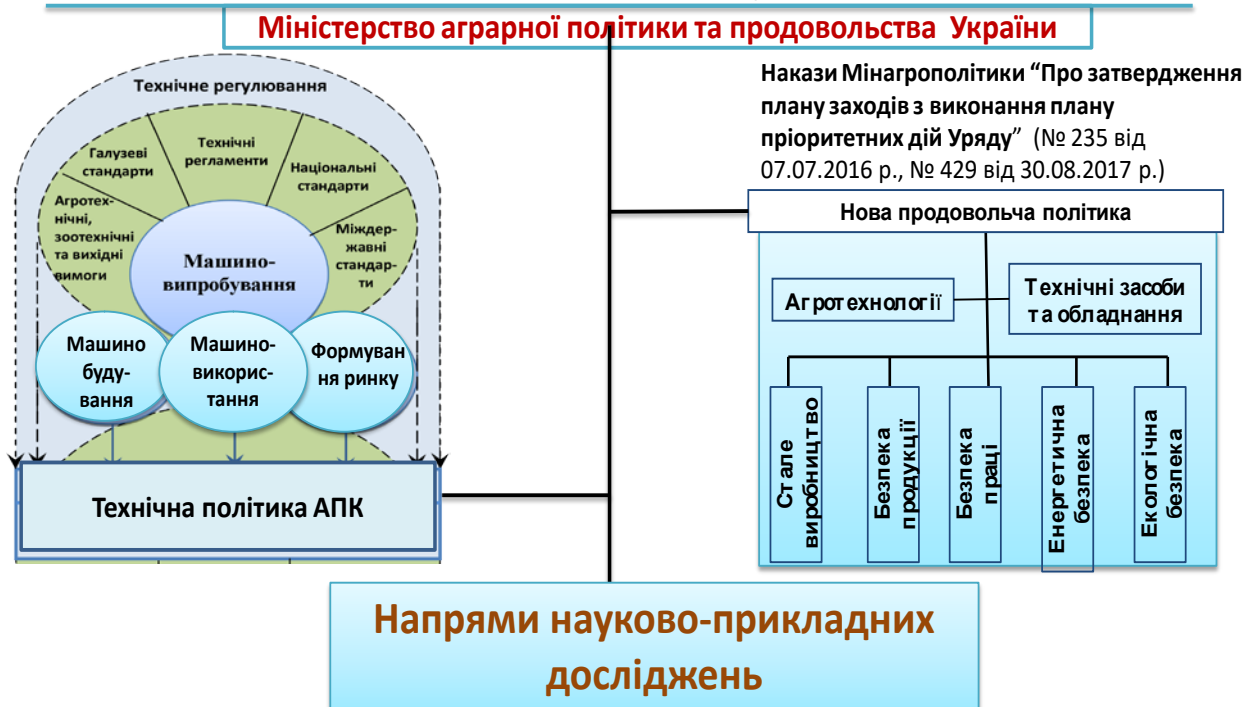 Міністерство аграрної політики та продовольства України
Технічне регулювання
Галузеві
стандарти
Технічні
регламенти
Національні
стандарти
Агротех-
нічні,
зоотехнічні
та вихідні
вимоги
Міждер-
жавні
стандар-
ти
Машино-
випробування
Машино
буду-
вання
Машино-
викорис-
тання
Формуван
ня ринку
Технічна політика АПК
Накази Мінагрополітики “Про затвердження
плану заходів з виконання плану
пріоритетних дій Уряду” (№ 235 від
07.07.2016 р., № 429 від 30.08.2017 р.)
Нова продовольча політика
Агротехнології
Технічні засоби
та обладнання
Стале
виробництво
Безпека
продукції
Безпека
праці
Енергетична
безпека
Екологічна
безпека
Напрями науково-прикладних
досліджень